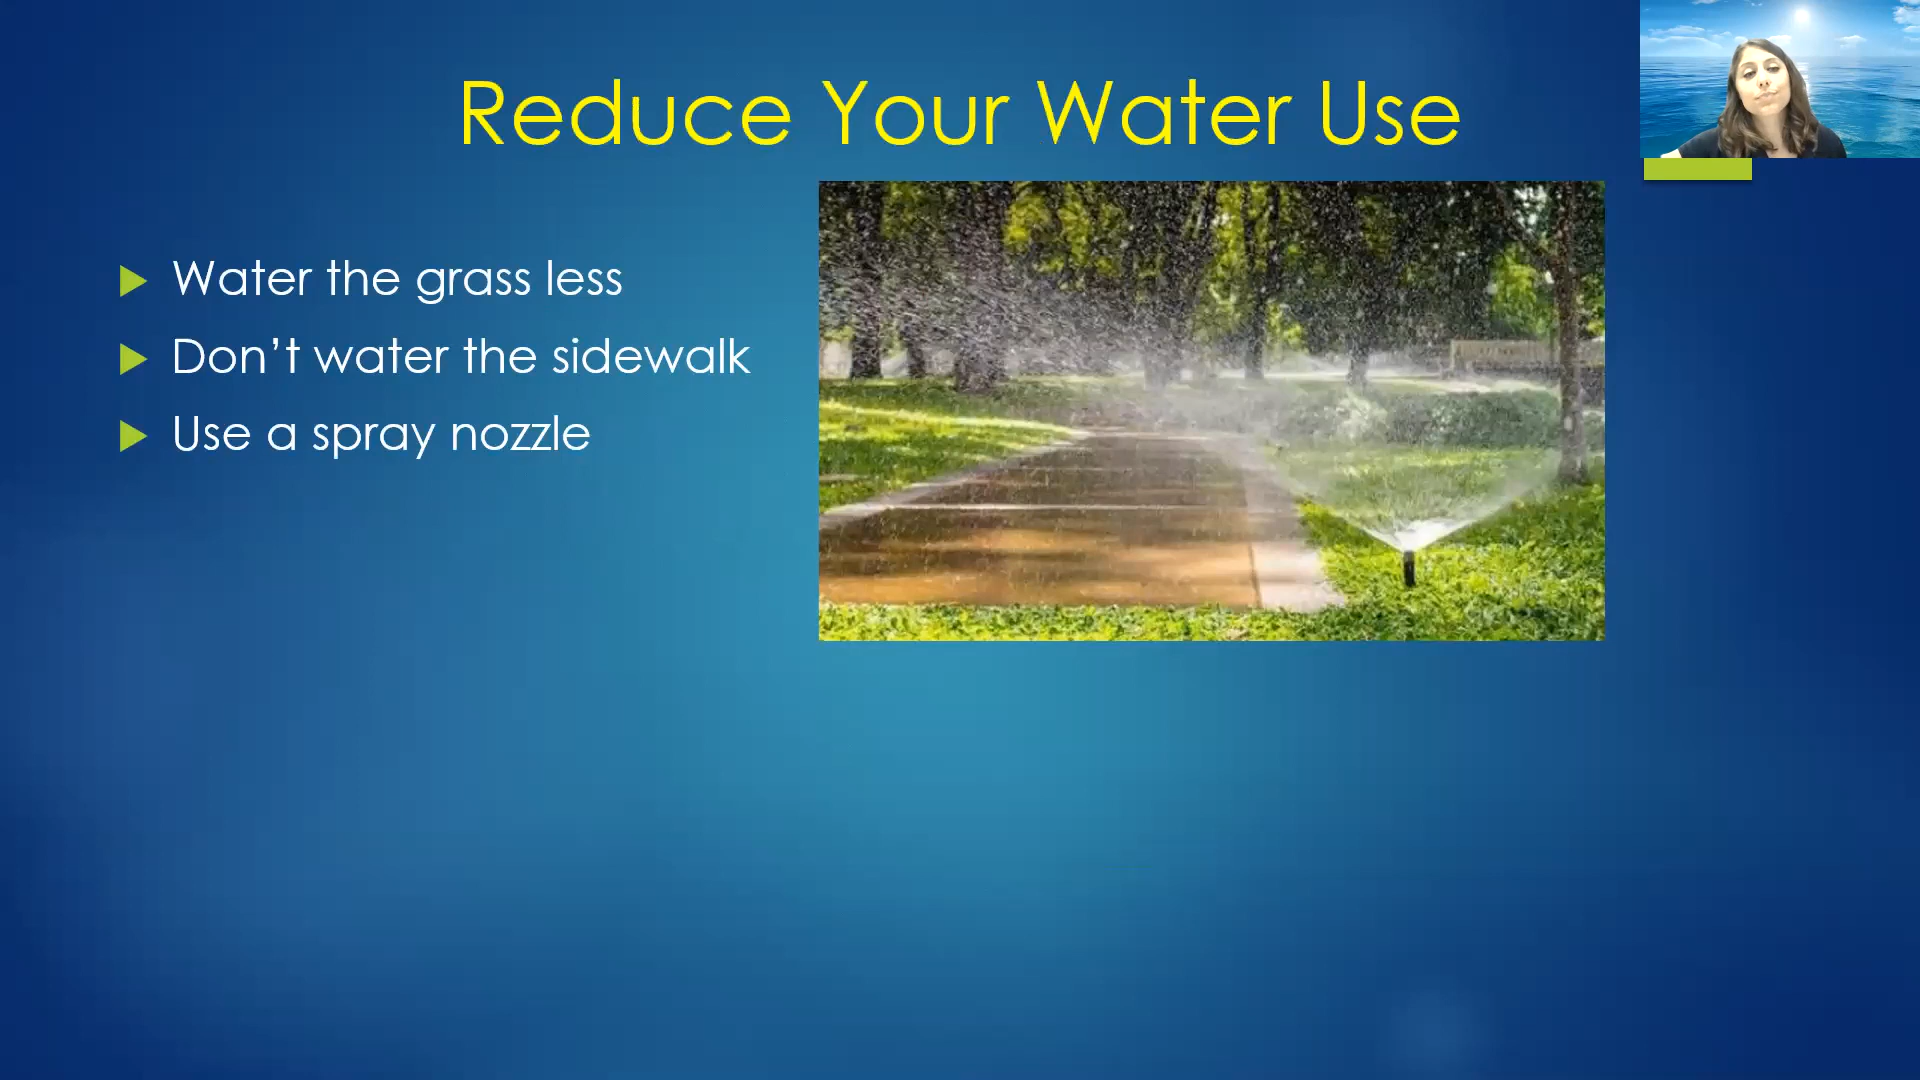 Reduce Your Water Use
Water the grass less
Don’t water the sidewalk
Use a spray nozzle